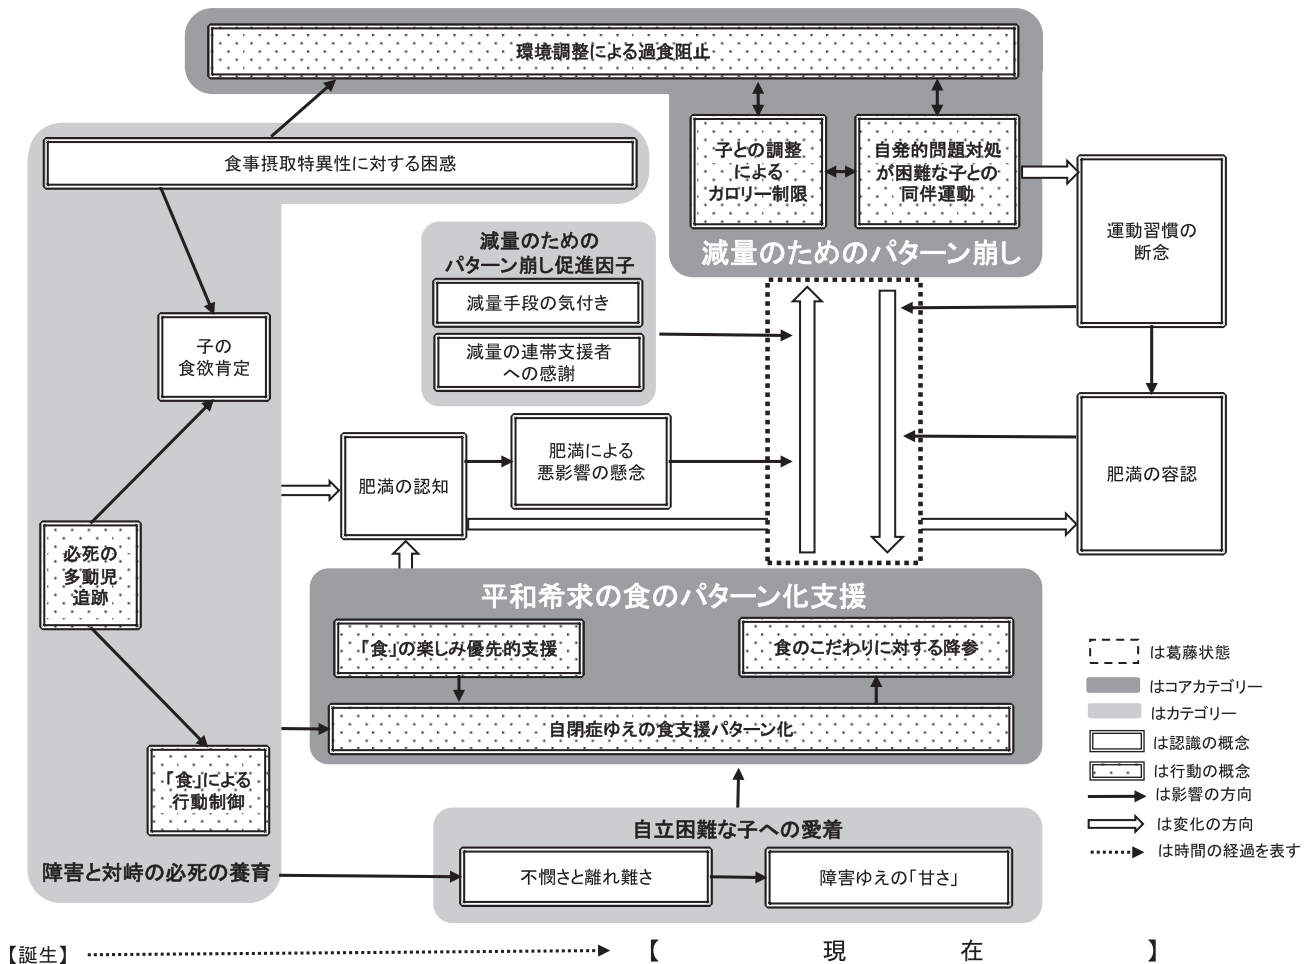 環境調整による過食阻止
食事摂取特異性に対する困惑
子との調整
による
カロリー制限
自発的問題対処
が困難な子との
同伴運動
減量のためのパターン崩し
運動習慣の
断念
減量のための
パターン崩し促進因子
減量手段の気付き
減量の連帯支援者
への感謝
子の
食欲肯定
肥満の認知
肥満による
悪影響の懸念
肥満の容認
必死の
多動児
追跡
平和希求の食のパターン化支援
「食」の楽しみ優先的支援
食のこだわりに対する降参
自閉症ゆえの食支援パターン化
「食」による
行動制御
障害と対峙の必死の養育
自立困難な子への愛着
不憫さと離れ難さ
障害ゆえの「甘さ」
は葛藤状態
はコアカテゴリー
はカテゴリー
は認識の概念
は行動の概念
は影響の方向
は変化の方向
は時間の経過を表す
【誕生】
【 現 在 】